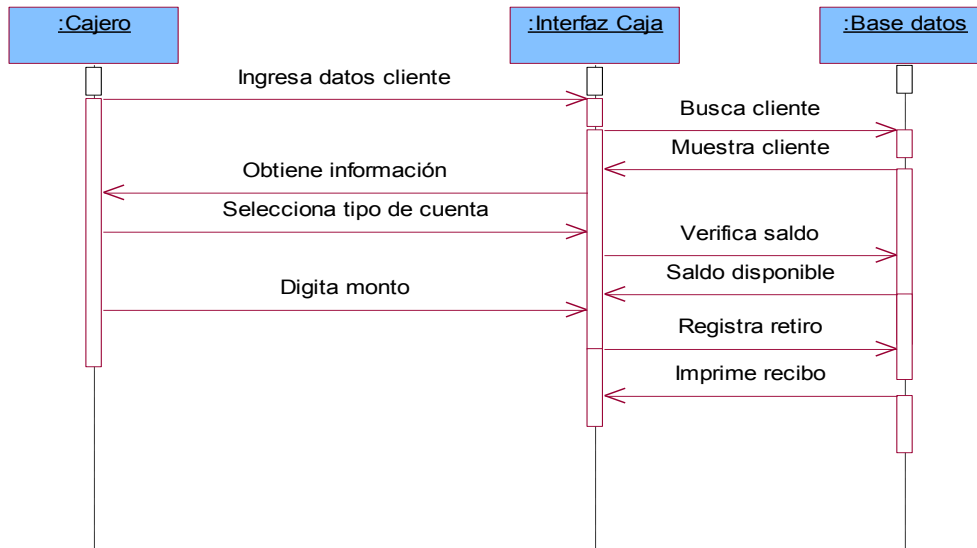 :Cajero
:Interfaz Caja
:Base datos
Ingresa datos cliente
Busca cliente
Muestra cliente
Obtiene información
Selecciona tipo de cuenta
Verifica saldo
Saldo disponible
Digita monto
Registra retiro
Imprime recibo